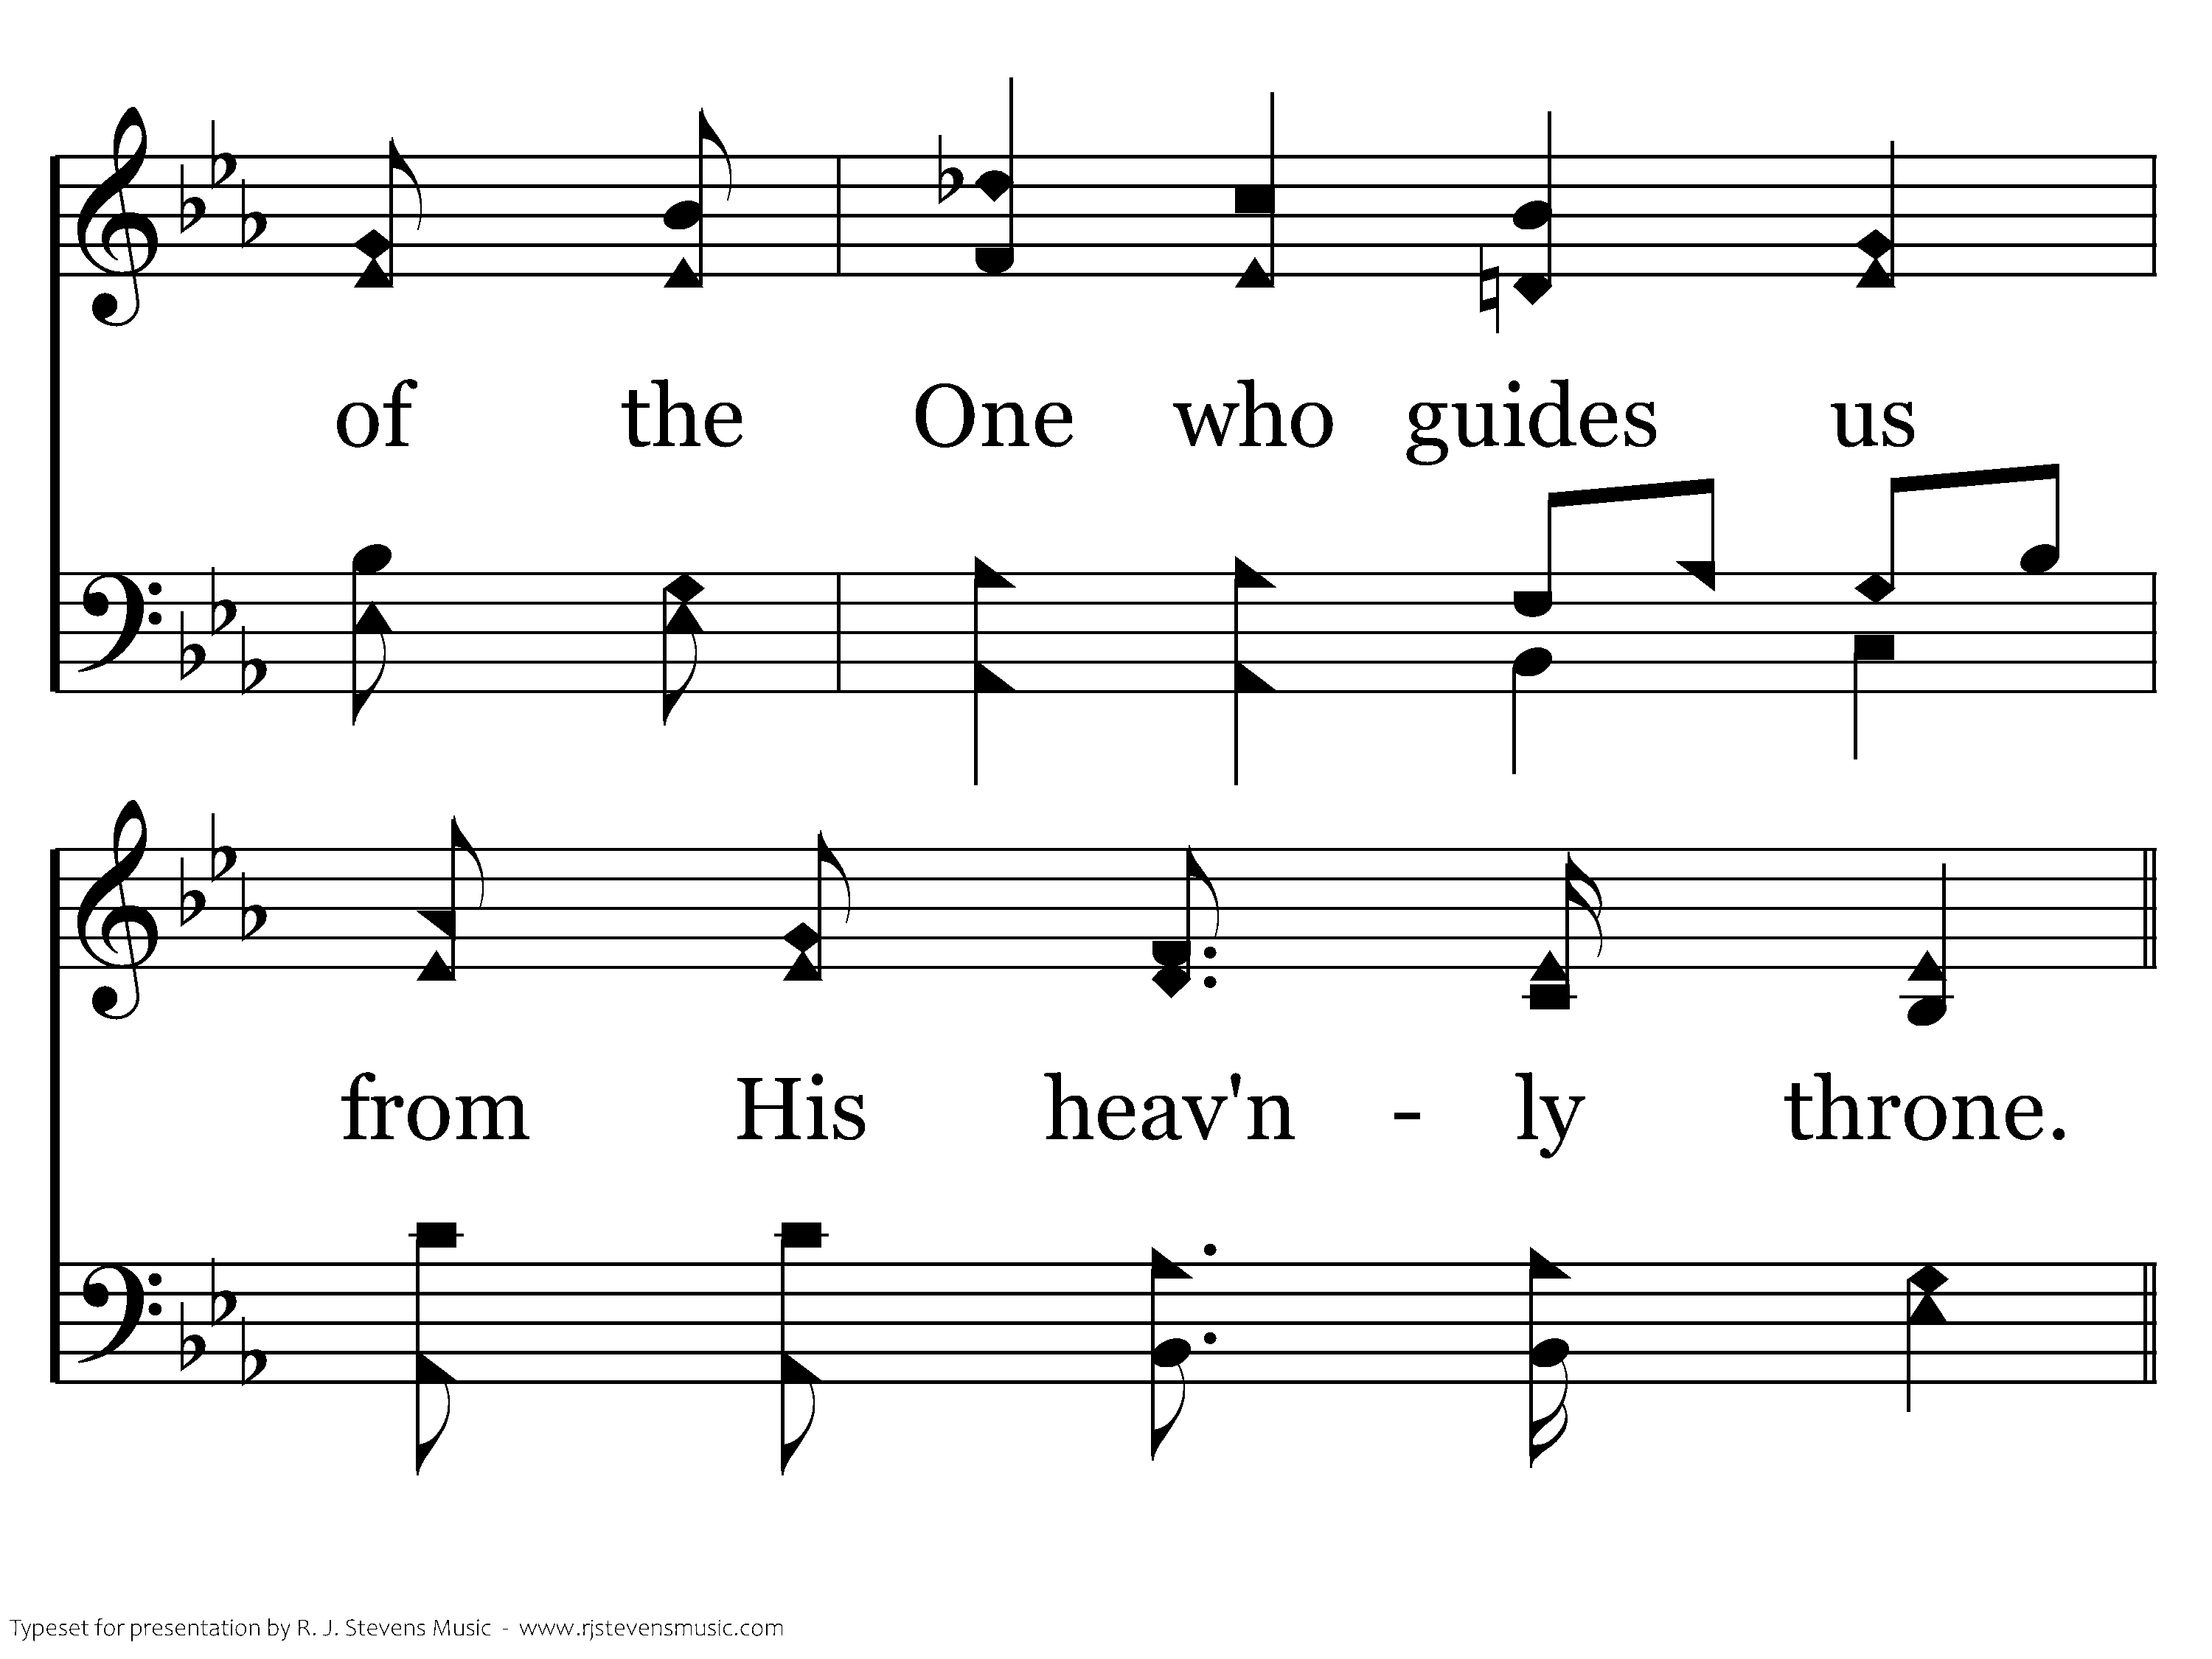 of the One who guides us
from His heav'n - ly throne.
Typeset for presentation by R. J. Stevens Music - www.rjstevensmusic.com